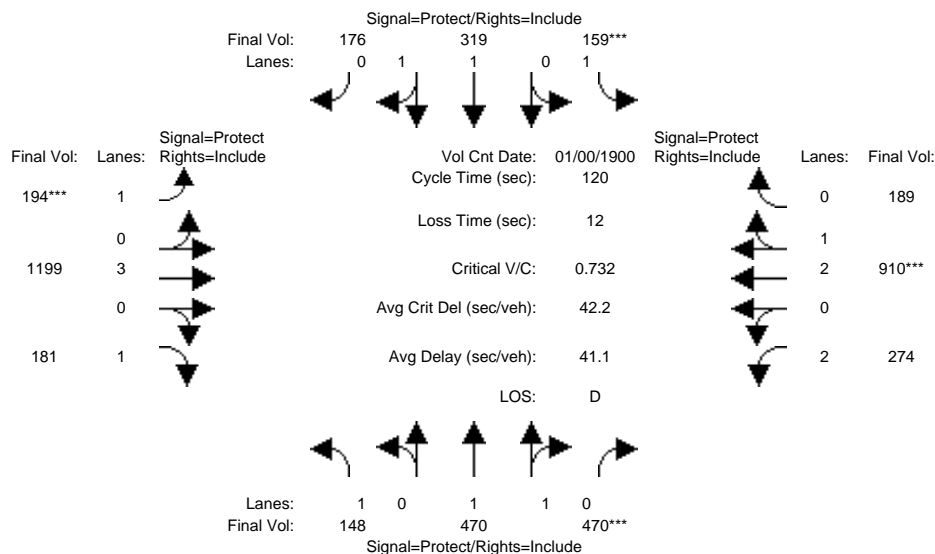 Signal=Protect/Rights=Include
Final Vol: 176 319 159***
Lanes: 0 1 1 0 1
Signal=Protect
Final Vol: Lanes: Rights=Include
Vol Cnt Date: 01/00/1900
Signal=Protect
Rights=Include Lanes: Final Vol:
Cycle Time (sec): 120
194*** 1
0 189
Loss Time (sec): 12
0
1
1199 3
Critical V/C: 0.732
2 910***
0
Avg Crit Del (sec/veh): 42.2
0
181 1
Avg Delay (sec/veh): 41.1
2 274
LOS: D
Lanes: 1 0 1 1 0
Final Vol: 148 470 470***
Signal=Protect/Rights=Include